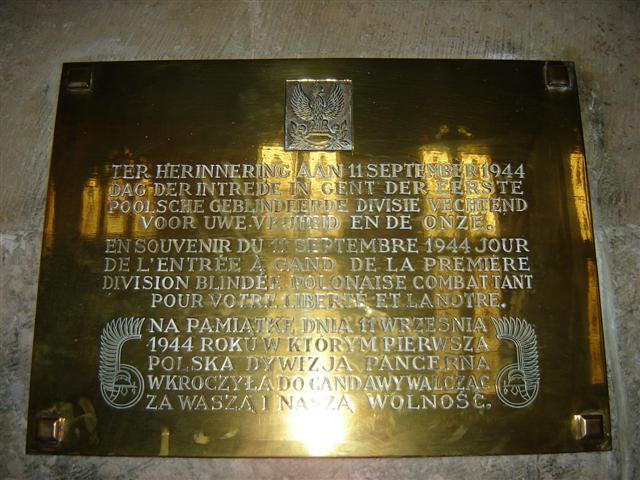 TER HERINNERING AAN 11 SEPTEMBER 1944
DAG DER INTREDE IN GENT DER EERSTE
POOLSCHE GEBLINDEERDE DIVISIE VECHTEND
VOOR UWE VRIJHEID EN DE ONZE.
EN SOUVENIR DU 11 SEPTEMBRE 1944 JOUR
DE L'ENTRÉE À GAND DE LA PREMIÈRE
DIVISION BLINDÉE POLONAISE COMBATTANT
POUR VOTRE LIBERTÉ ET LA NÔTRE.
NA PAMIĄTKĘ DNIA 11 WRZEŚNIA
1944 ROKU W KTÓRYM PIERWSZA
POLSKA DYWIZJA PANCERNA
WKROCZYŁA DO GANDAWY WALCZĄC
ZA WASZĄ I NASZĄ WOLNOŚĆ.